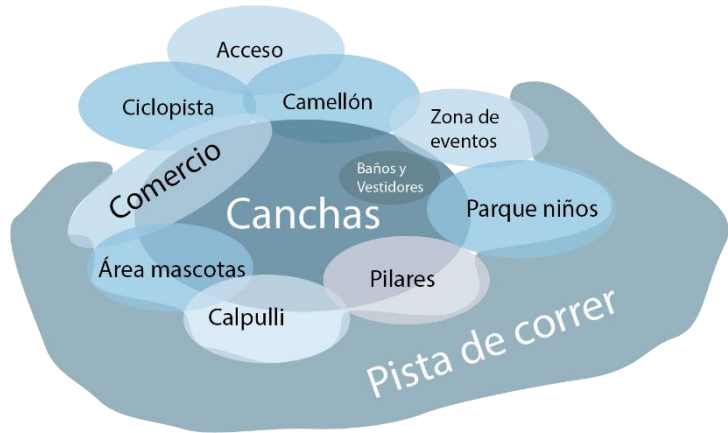 Acceso
Ciclopista
Camellón
Zona de
eventos
Comercio
Baños y
Vestidores
Canchas
Parque niños
Área mascotas
Pilares
Calpulli
Pista de correr